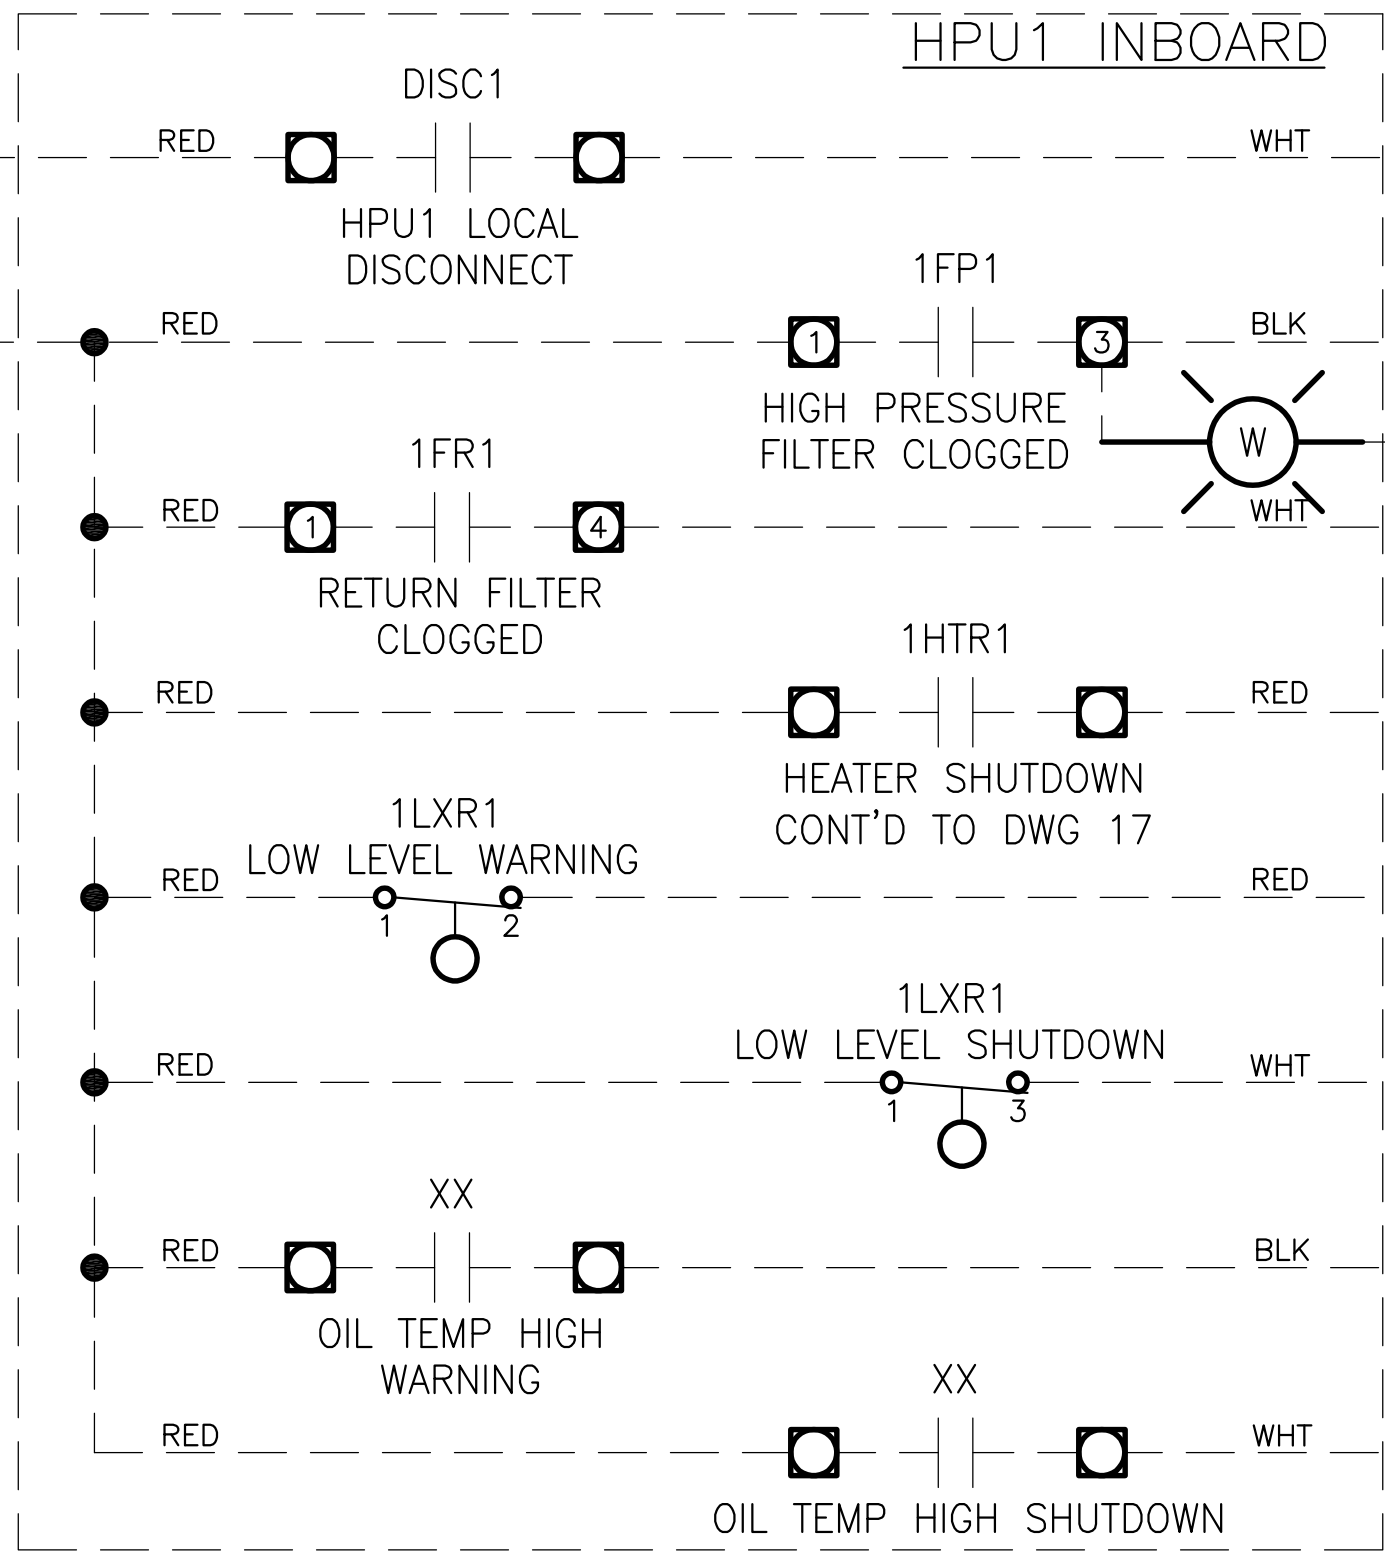 HPU1 INBOARD
DISC1
RED
WHT
HPU1 LOCAL
DISCONNECT
1FP1
RED
1
3
BLK
HIGH PRESSURE
FILTER CLOGGED
W
1FR1
RED
1
4
WHT
RETURN FILTER
CLOGGED
1HTR1
RED
RED
HEATER SHUTDOWN
CONT'D TO DWG 17
1LXR1
LOW LEVEL WARNING
RED
RED
1
2
1LXR1
LOW LEVEL SHUTDOWN
RED
WHT
1
3
XX
RED
BLK
OIL TEMP HIGH
WARNING
XX
RED
WHT
OIL TEMP HIGH SHUTDOWN